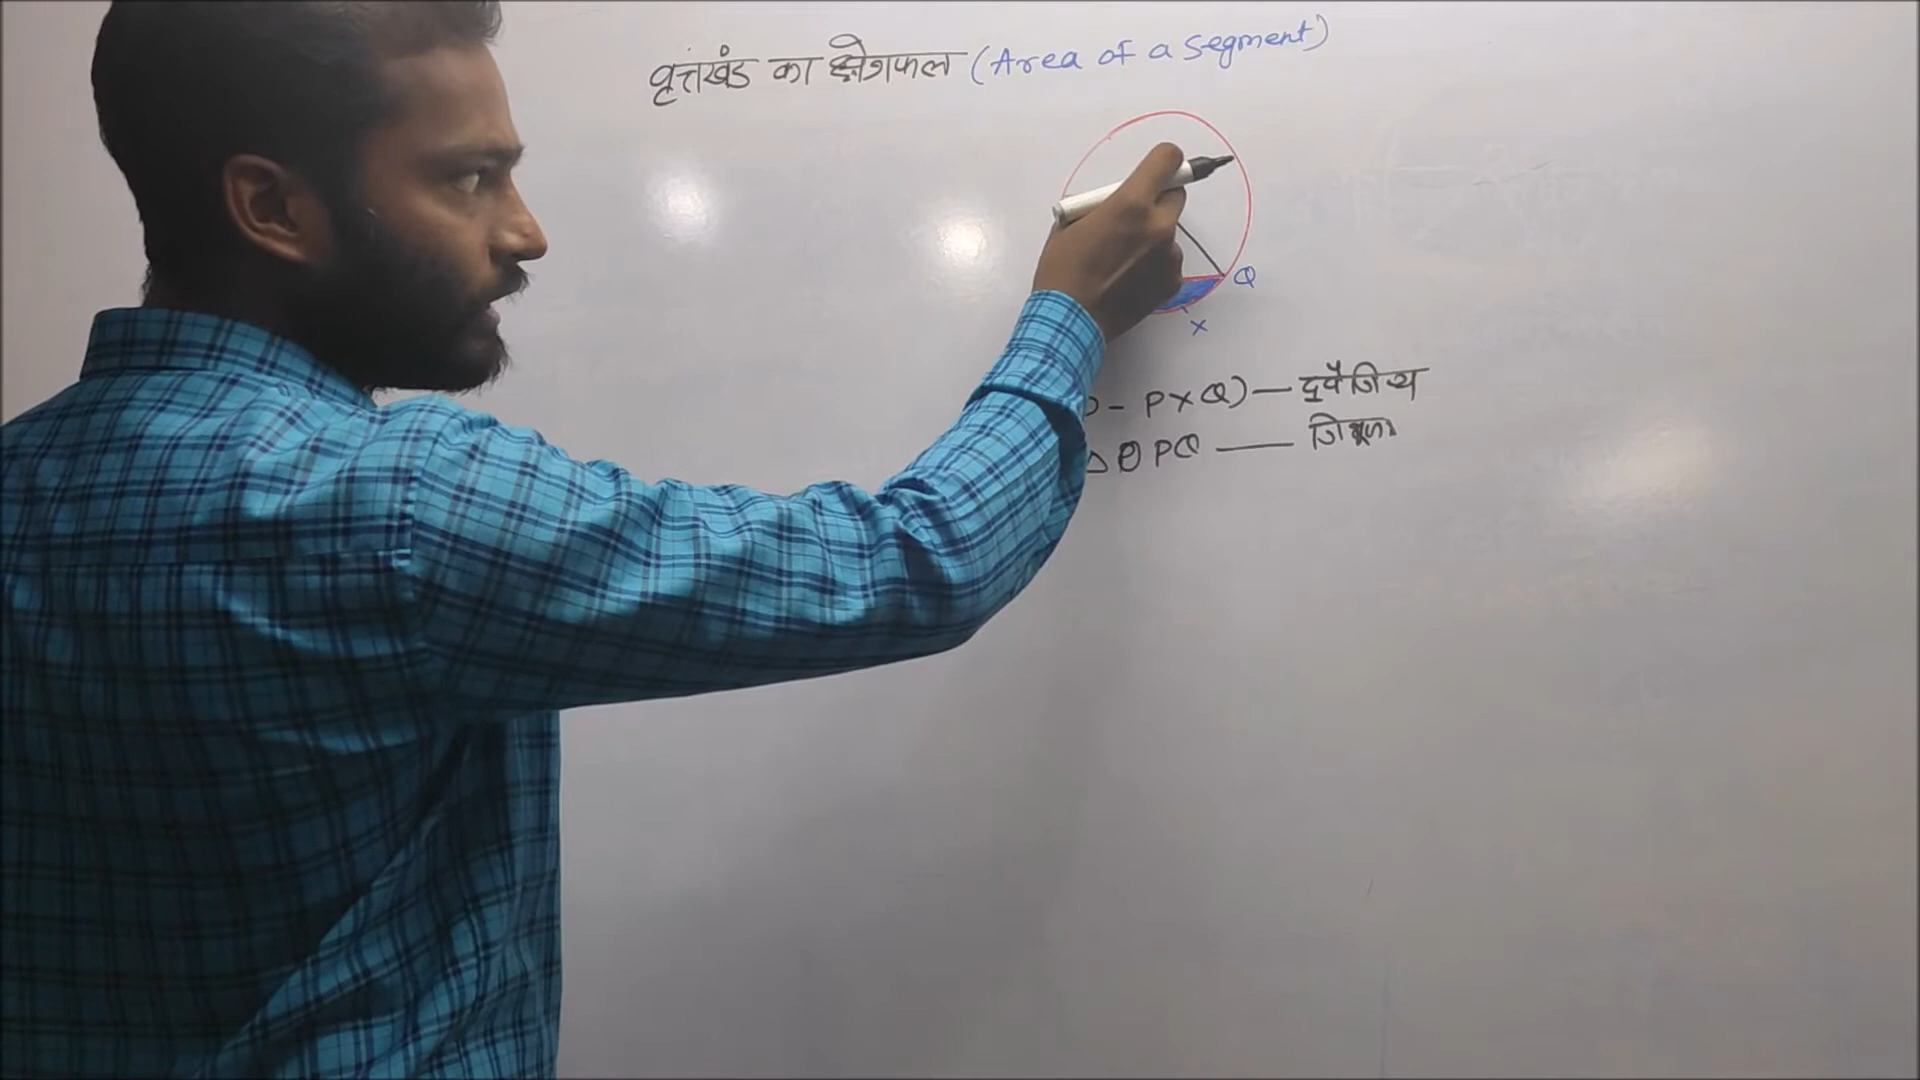 वृत्तखंड का क्षेत्रफल (Area of a segment)
Q
X
- PXQ) — द्वैत्रिज्य
△OPQ —— त्रिभुज